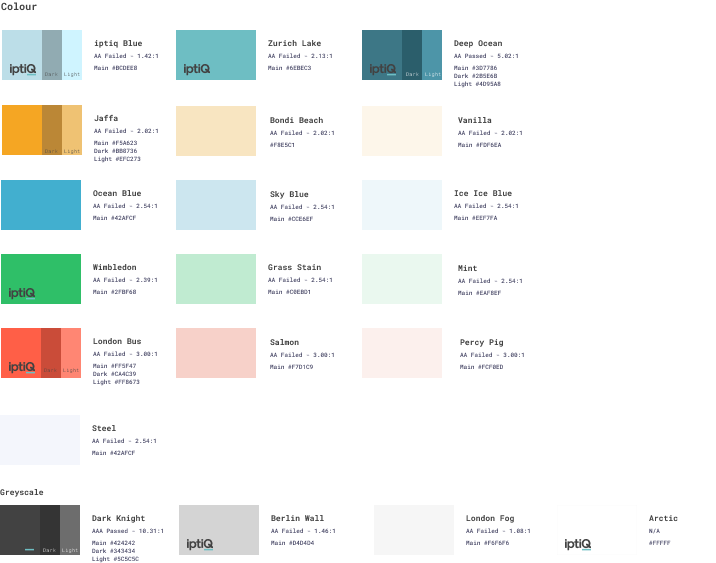 Colour
iptiQ
Dark
Light
iptiq Blue
AA Failed - 1.42:1
Main #BCDEE8
iptiQ
Zurich Lake
AA Failed - 2.13:1
Main #6EBEC3
iptiQ
Dark
Light
Deep Ocean
AA Passed - 5.02:1
Main #3D7786
Dark #2B5E6B
Light #4D95A8
Dark
Light
Jaffa
AA Failed - 2.02:1
Main #F5A623
Dark #BB8736
Light #EFC273
Bondi Beach
AA Failed - 2.02:1
#F8E5C1
Vanilla
AA Failed - 2.02:1
Main #FDF6EA
Ocean Blue
AA Failed - 2.54:1
Main #42AFCF
Sky Blue
AA Failed - 2.54:1
Main #CCE6EF
Ice Ice Blue
AA Failed - 2.54:1
Main #EEF7FA
iptiQ
Wimbledon
AA Failed - 2.39:1
Main #2FBF68
Grass Stain
AA Failed - 2.54:1
Main #C0EBD1
Mint
AA Failed - 2.54:1
Main #EAF8EF
iptiQ
Dark
Light
London Bus
AA Failed - 3.00:1
Main #FF5F47
Dark #CA4C39
Light #FF8673
Salmon
AA Failed - 3.00:1
Main #F7D1C9
Percy Pig
AA Failed - 3.00:1
Main #FCF0ED
Steel
AA Failed - 2.54:1
Main #42AFCF
Greyscale
Dark
Light
Dark Knight
AAA Passed - 10.31:1
Main #424242
Dark #343434
Light #5C5C5C
iptiQ
Berlin Wall
AA Failed - 1.46:1
Main #D4D4D4
London Fog
AA Failed - 1.08:1
Main #F6F6F6
iptiQ
Arctic
N/A
#FFFFF